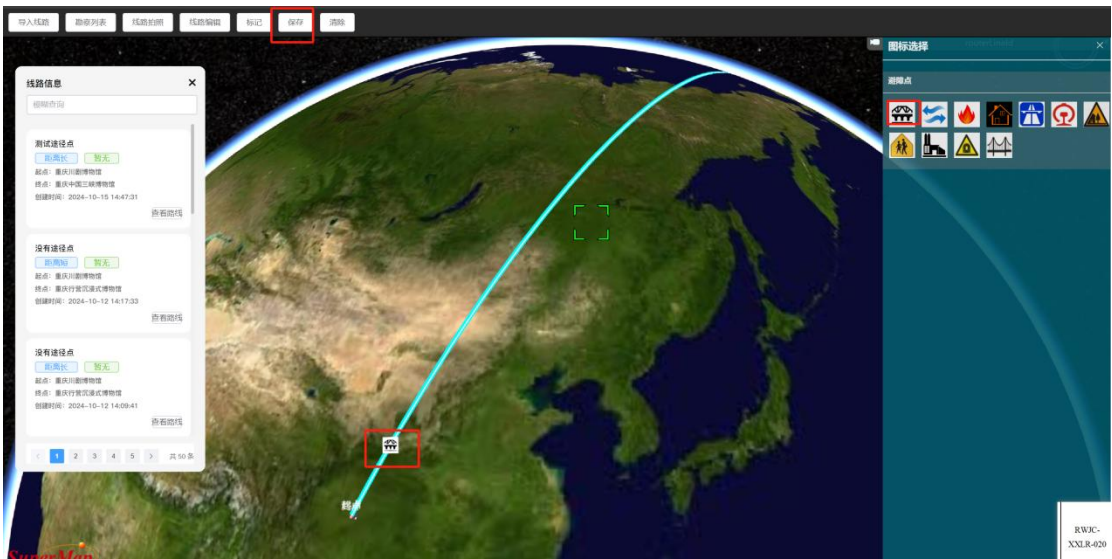 导入线路 勘察列表 线路拍照 线路编辑 标记 保存 清除
图标选择
避障点
线路信息
模糊查询
测试途径点
距离长 暂无
起点：重庆川剧博物馆
终点：重庆中国三峡博物馆
创建时间：2024-10-15 14:47:31
查看路线
没有途径点
距离短 暂无
起点：重庆川剧博物馆
终点：重庆行营沉浸式博物馆
创建时间：2024-10-12 14:17:33
查看路线
没有途径点
距离长 暂无
起点：重庆川剧博物馆
终点：重庆行营沉浸式博物馆
创建时间：2024-10-12 14:09:41
查看路线
1 2 3 4 5 共 50 条
终点
SuperMap
RWJC-
XXLR-020